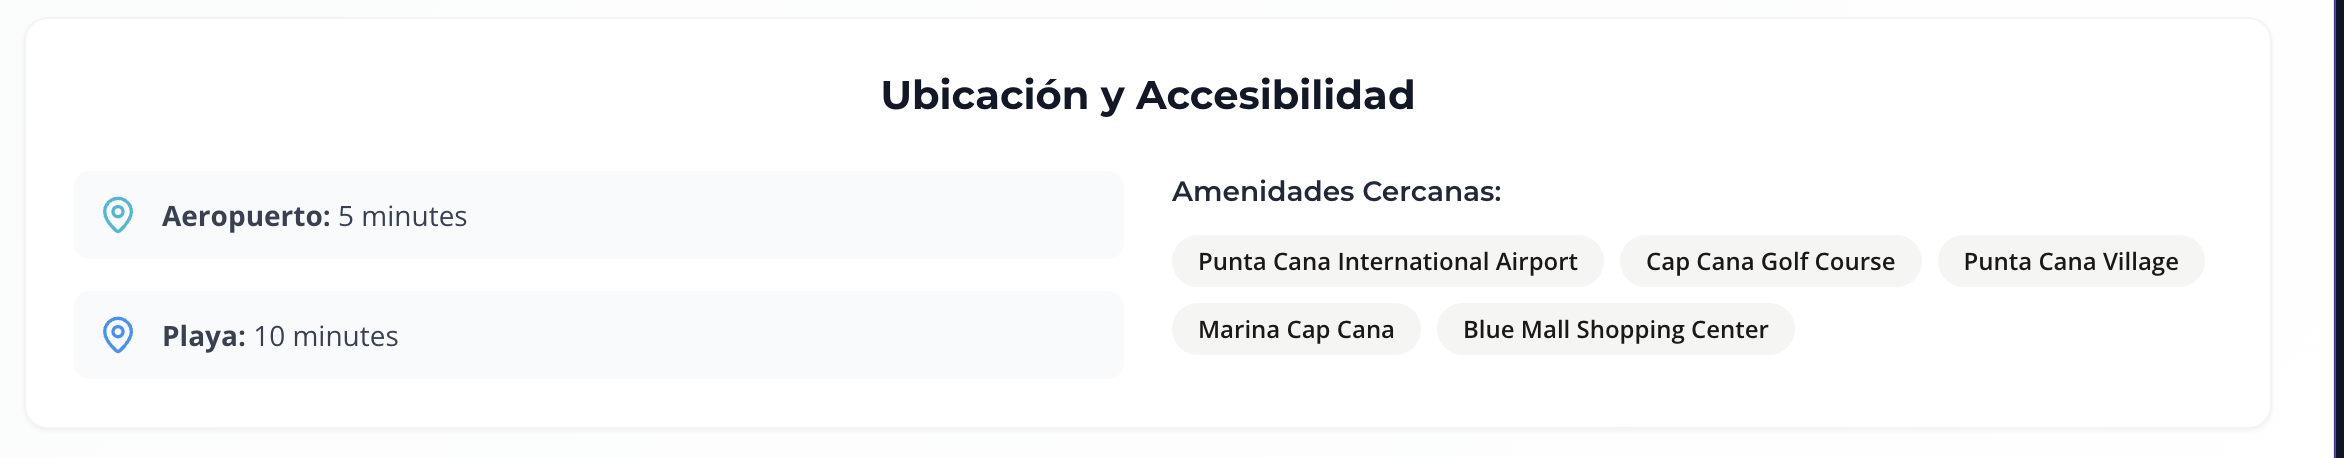 Ubicación y Accesibilidad
Aeropuerto: 5 minutes
Playa: 10 minutes
Amenidades Cercanas:
Punta Cana International Airport
Cap Cana Golf Course
Punta Cana Village
Marina Cap Cana
Blue Mall Shopping Center